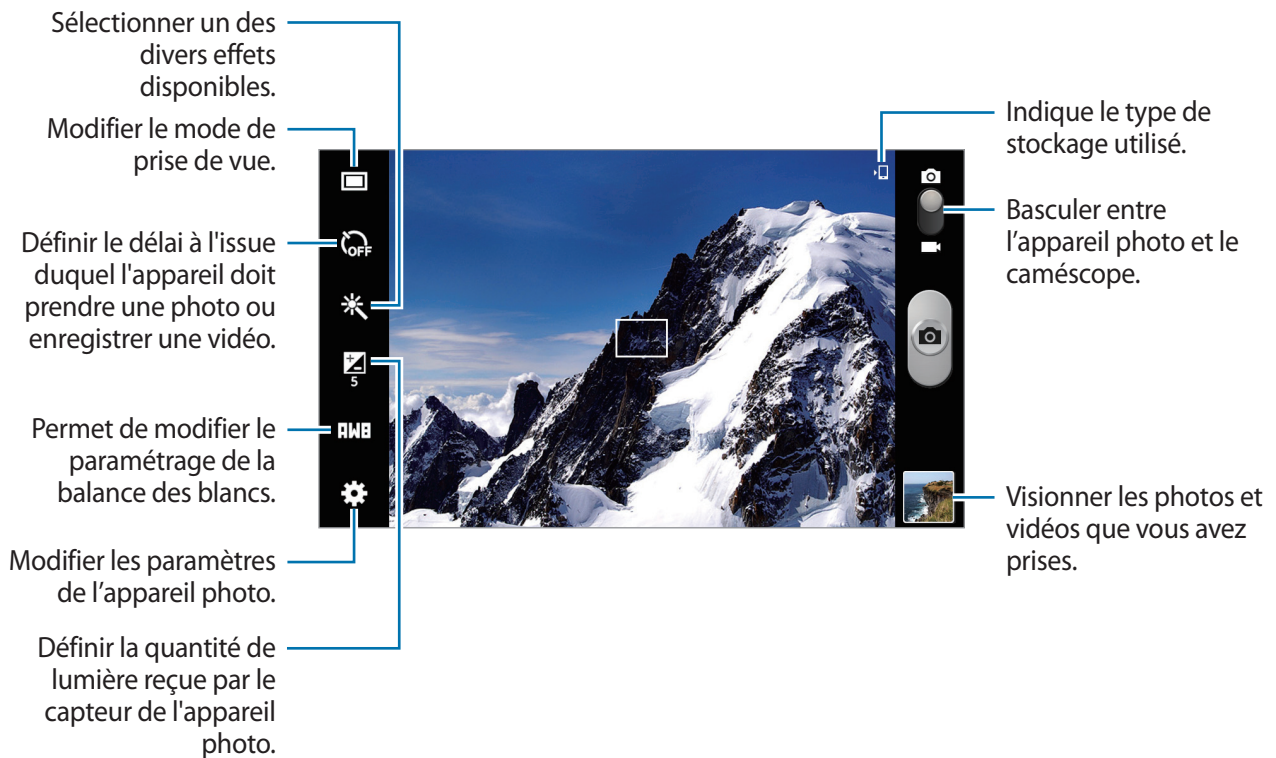 Sélectionner un des
divers effets
disponibles.
Modifier le mode de
prise de vue.
Définir le délai à l'issue
duquel l'appareil doit
prendre une photo ou
enregistrer une vidéo.
Permet de modifier le
paramétrage de la
balance des blancs.
Modifier les paramètres
de l’appareil photo.
Définir la quantité de
lumière reçue par le
capteur de l'appareil
photo.
OFF
5
AWB
Indique le type de
stockage utilisé.
Basculer entre
l’appareil photo et le
caméscope.
Visionner les photos et
vidéos que vous avez
prises.